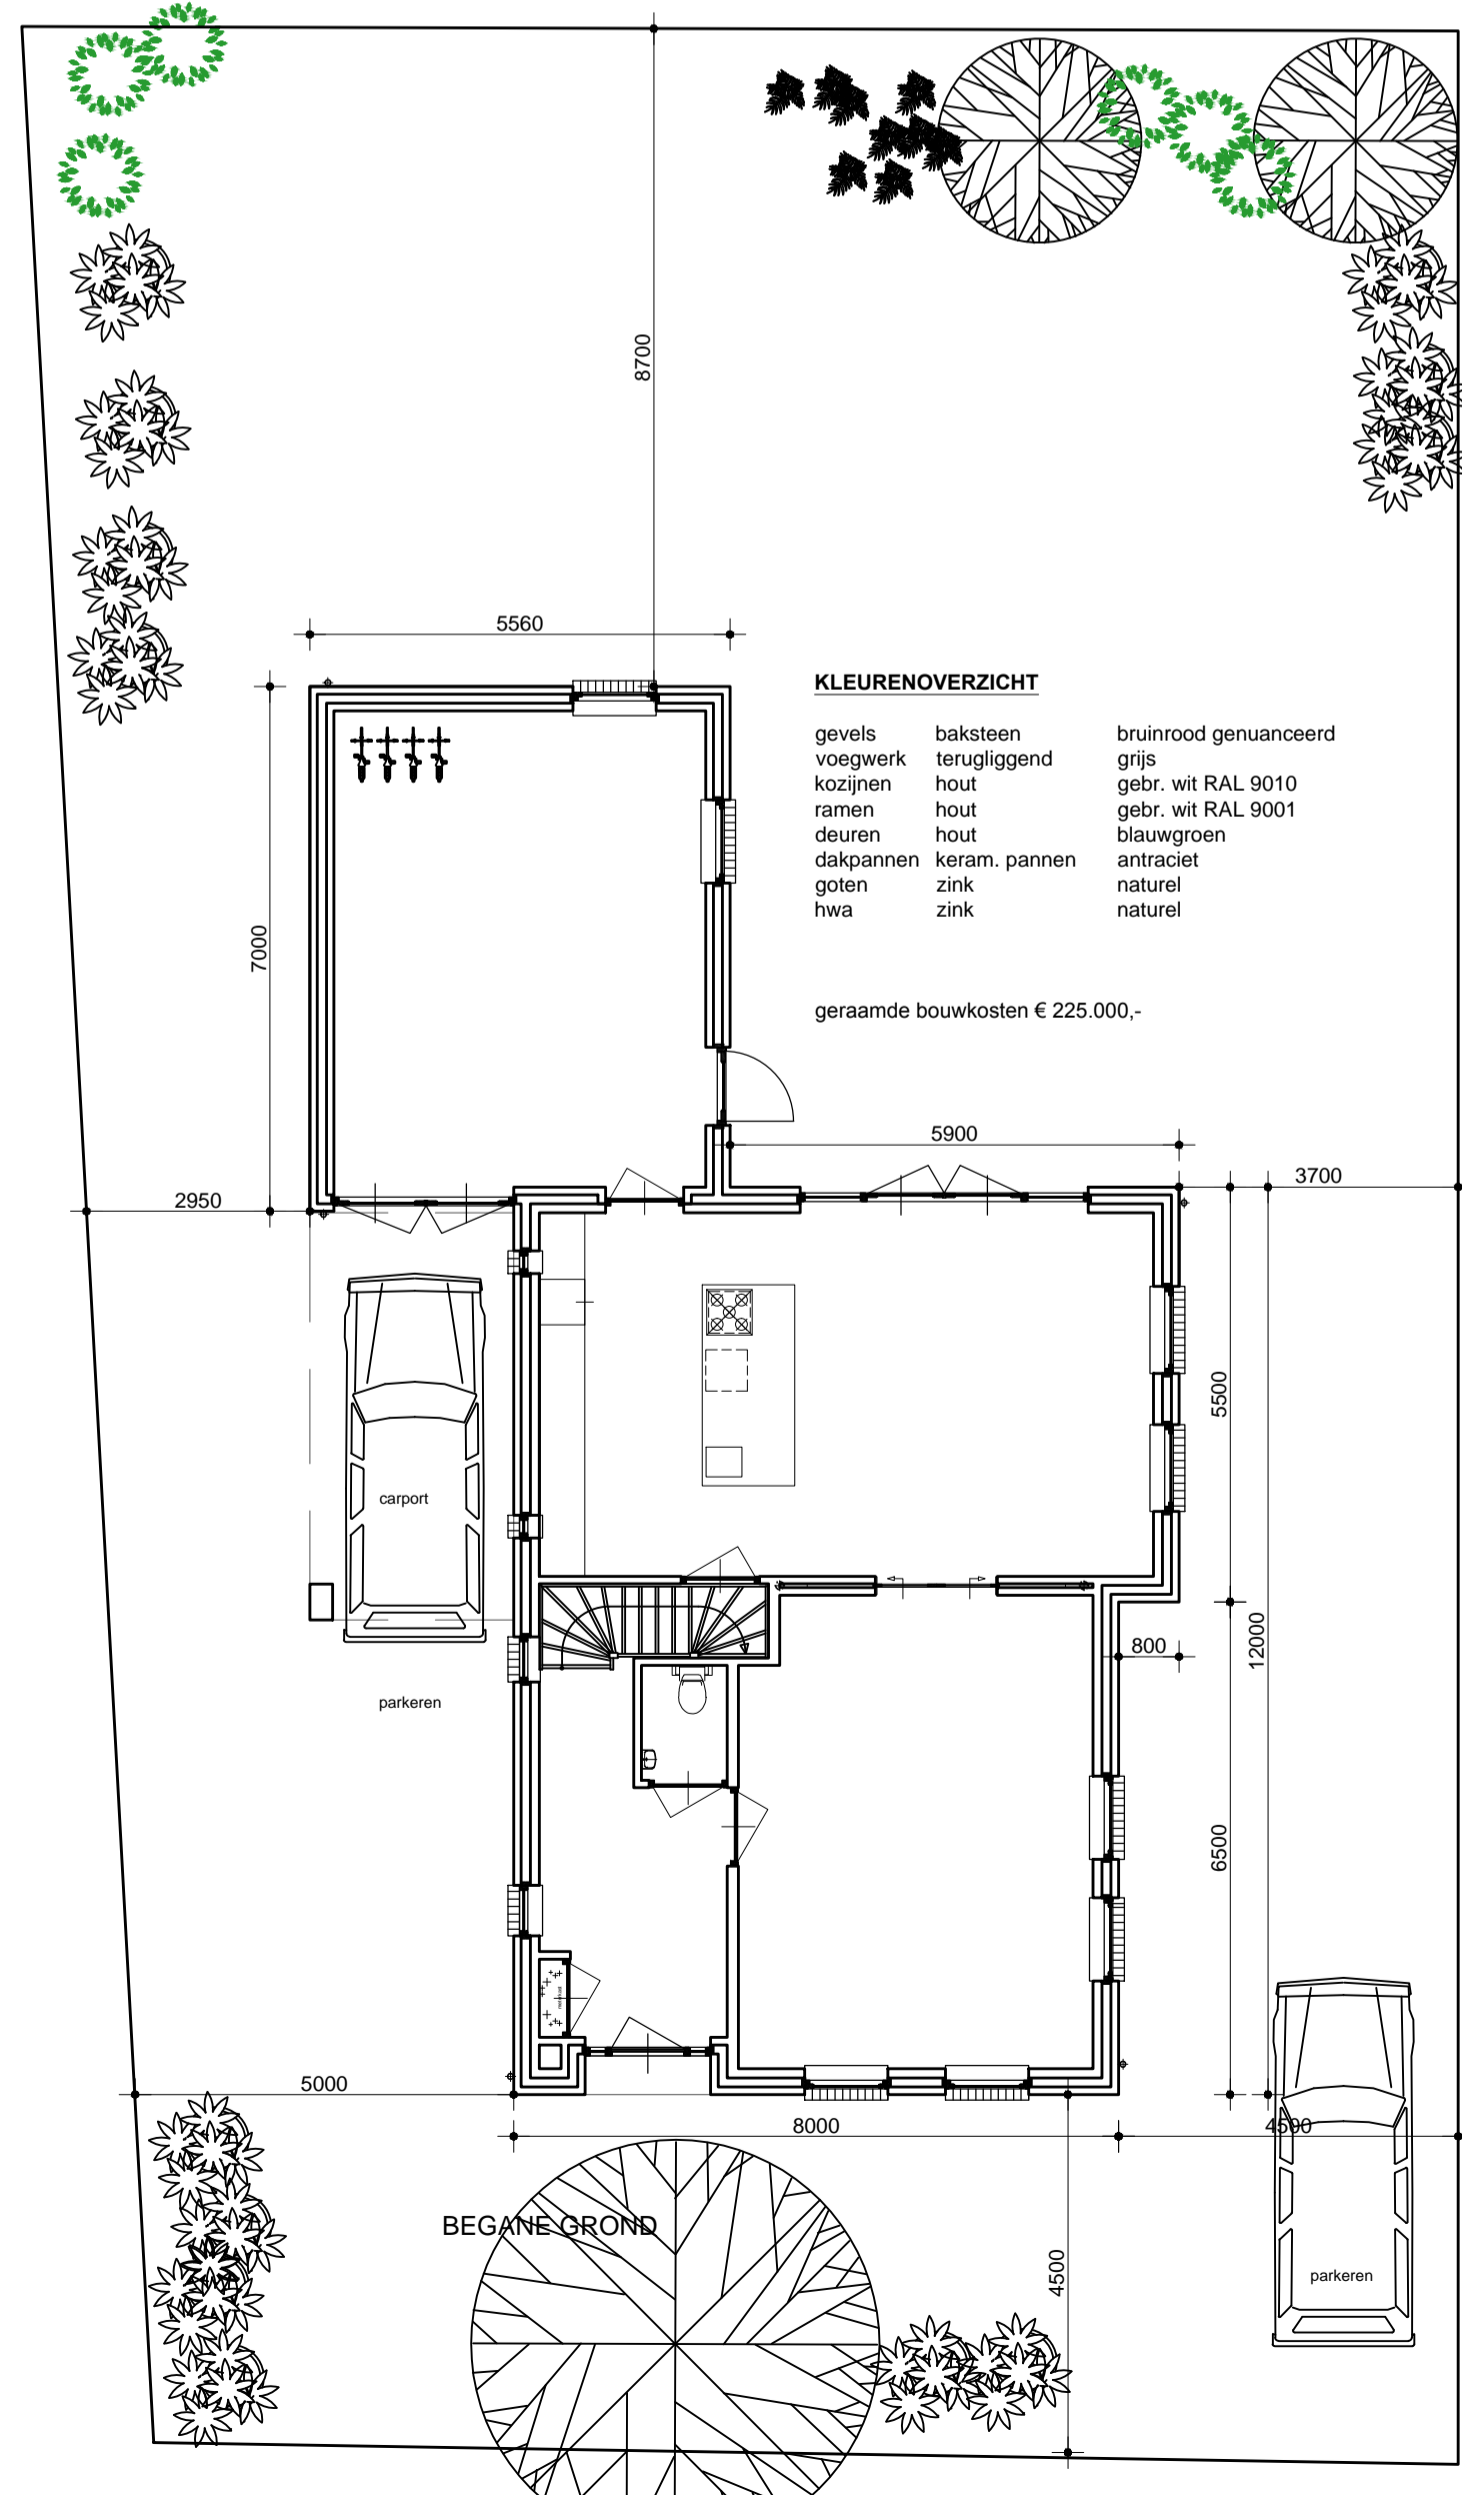 8700
5560
KLEURENOVERZICHT
gevels baksteen bruinrood genuanceerd
voegwerk terugliggend grijs
kozijnen hout gebr. wit RAL 9010
ramen hout gebr. wit RAL 9001
deuren hout blauwgroen
dakpannen keram. pannen antraciet
goten zink naturel
hwa zink naturel
7000
geraamde bouwkosten € 225.000,-
5900
3700
2950
5500
carport
12000
800
parkeren
6500
5000
8000
4500
BEGANE GROND
4500
parkeren